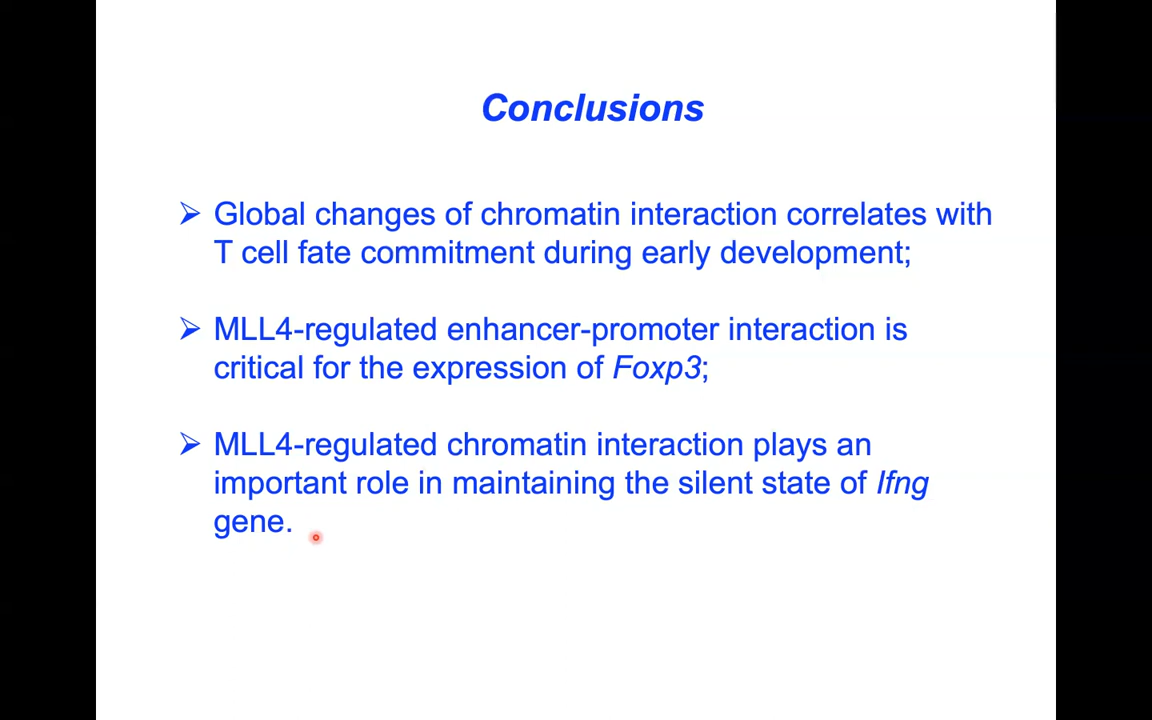 Conclusions
➢ Global changes of chromatin interaction correlates with
T cell fate commitment during early development;
➢ MLL4-regulated enhancer-promoter interaction is
critical for the expression of Foxp3;
➢ MLL4-regulated chromatin interaction plays an
important role in maintaining the silent state of Ifng
gene.